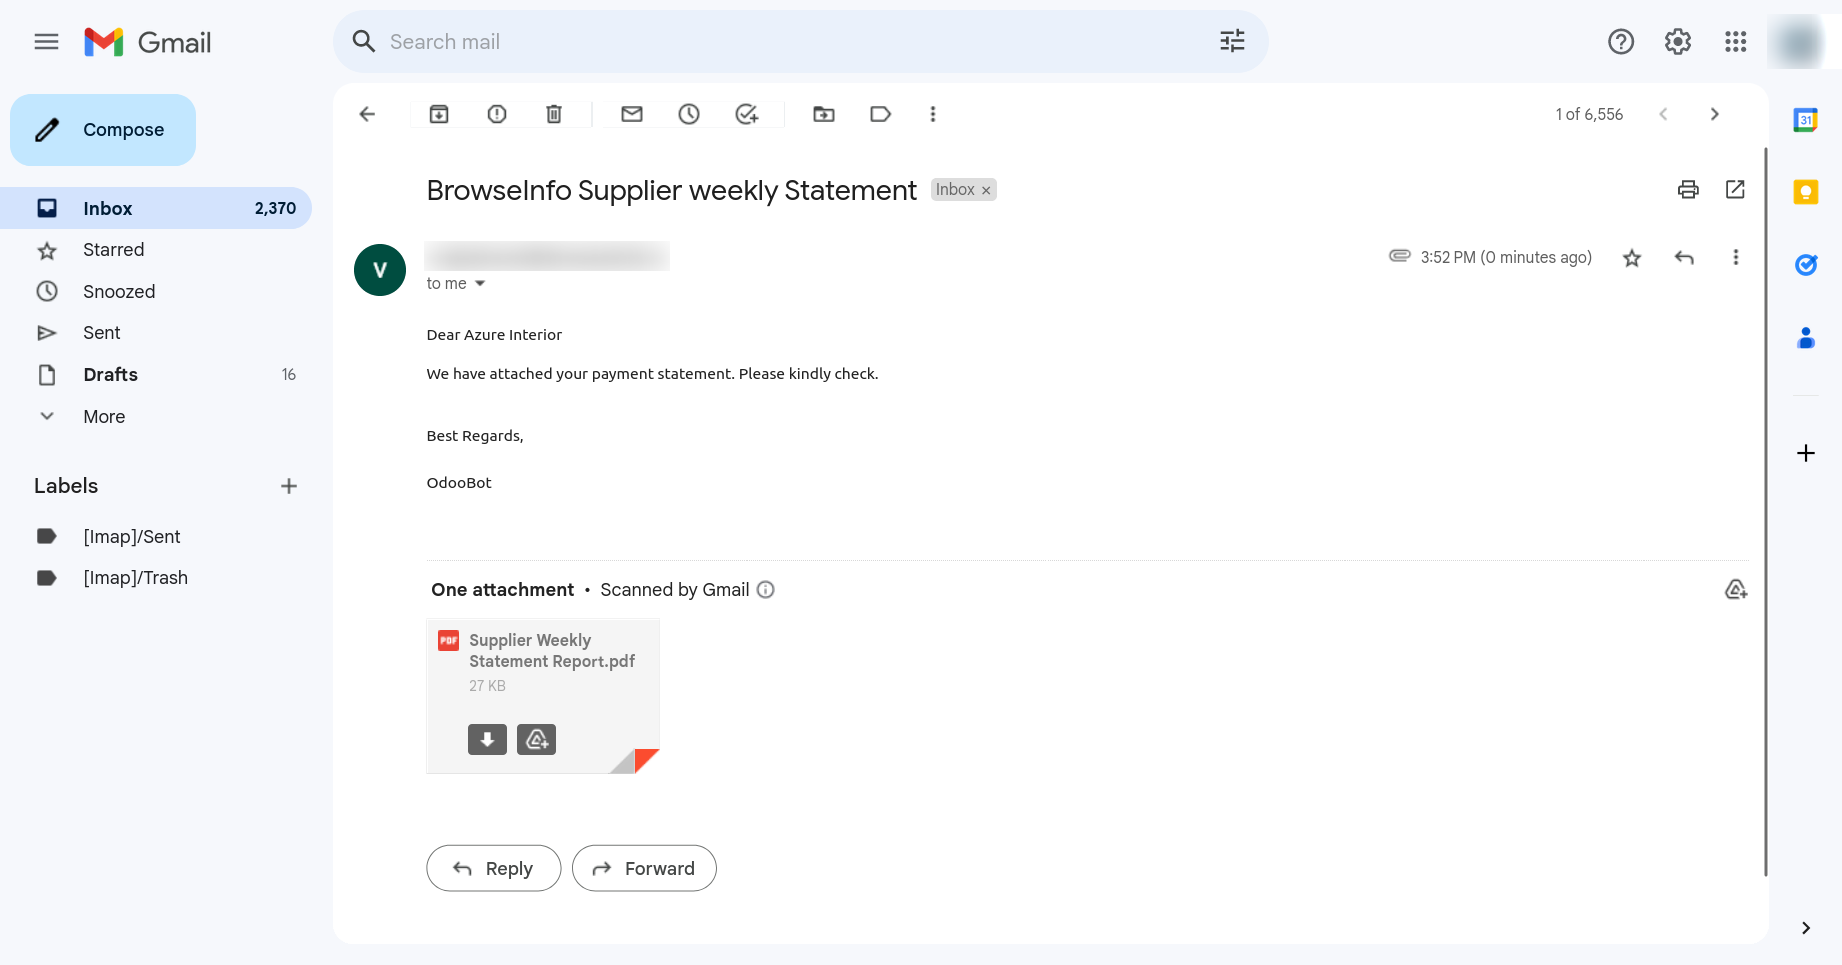 Gmail
Search mail
Compose
1 of 6,556
31
Inbox 2,370
Starred
Snoozed
Sent
Drafts 16
More
Labels
[Imap]/Sent
[Imap]/Trash
BrowseInfo Supplier weekly Statement
Inbox ×
V
3:52 PM (0 minutes ago)
to me
Dear Azure Interior
We have attached your payment statement. Please kindly check.
Best Regards,
OdooBot
One attachment • Scanned by Gmail
PDF
Supplier Weekly
Statement Report.pdf
27 KB
Reply
Forward